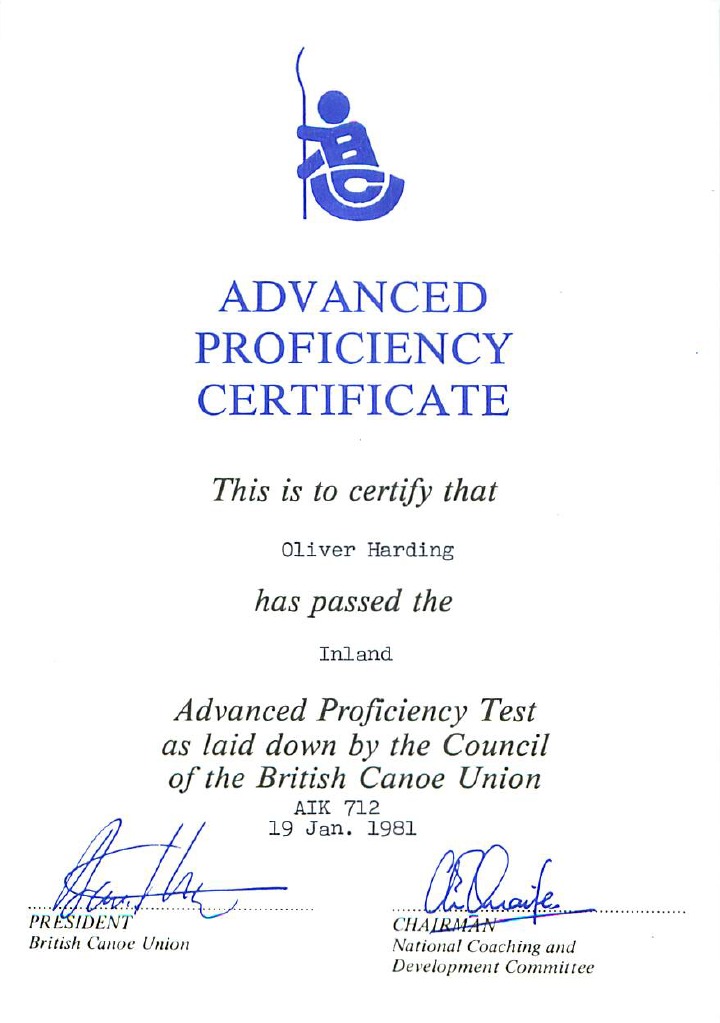 BCU
ADVANCED
PROFICIENCY
CERTIFICATE
This is to certify that
Oliver Harding
has passed the
Inland
Advanced Proficiency Test
as laid down by the Council
of the British Canoe Union
AIK 712
19 Jan. 1981
PRESIDENT
British Canoe Union
CHAIRMAN
National Coaching and
Development Committee